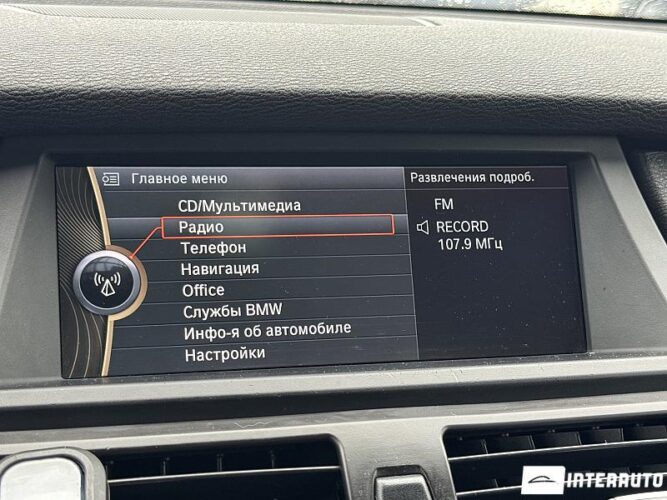 Главное меню
CD/Мультимедиа
Радио
Телефон
Навигация
Office
Службы BMW
Инфо-я об автомобиле
Настройки
Развлечения подроб.
FM
RECORD
107.9 МГц
INTERRAUTO